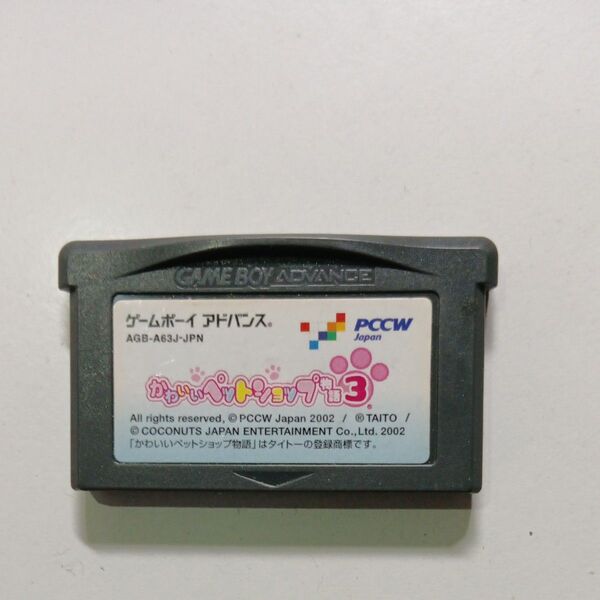 GAME BOY ADVANCE
ゲームボーイ アドバンス®
AGB-A63J-JPN
PCCW
Japan
かわいいペットショップ物語3®
All rights reserved, © PCCW Japan 2002 / ® TAITO /
© COCONUTS JAPAN ENTERTAINMENT Co., Ltd. 2002
「かわいいペットショップ物語」はタイトーの登録商標です。